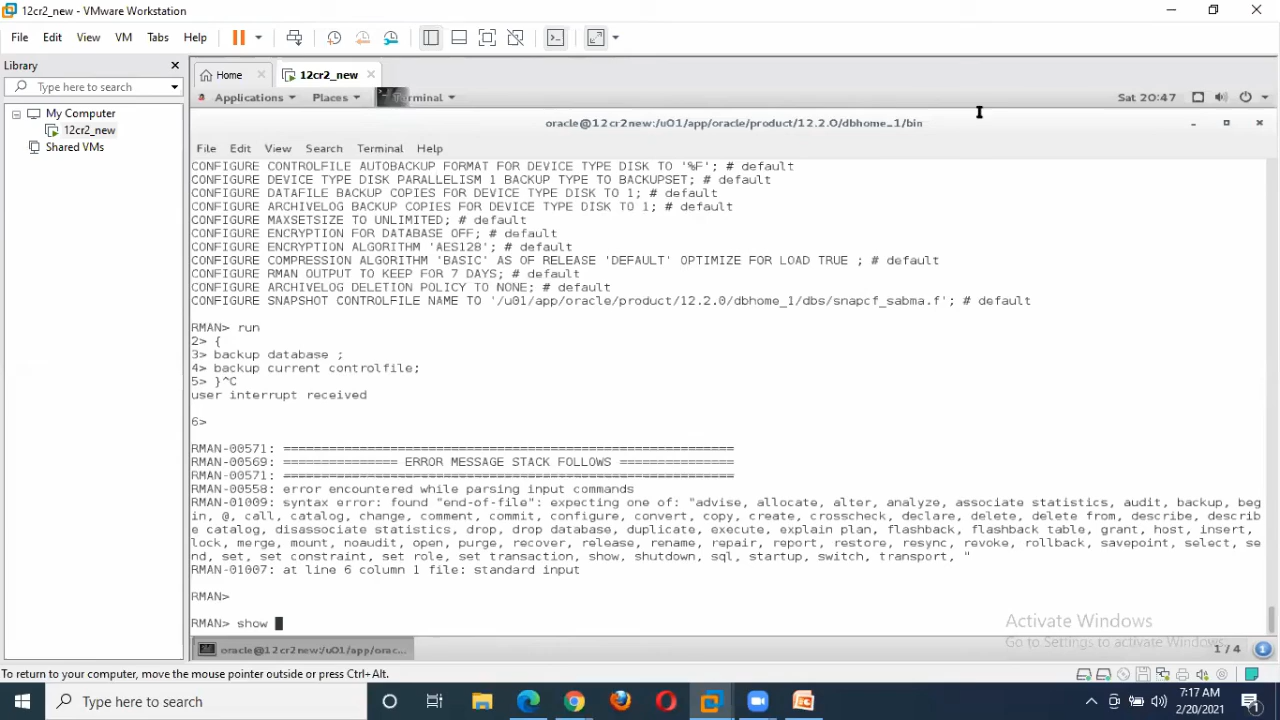 12cr2_new - VMware Workstation
File Edit View VM Tabs Help
Library
Type here to search
My Computer
12cr2_new
Shared VMs
Home
12cr2_new
Applications Places Terminal Sat 20:47
oracle@12cr2new:/u01/app/oracle/product/12.2.0/dbhome_1/bin
File Edit View Search Terminal Help
CONFIGURE CONTROLFILE AUTOBACKUP FORMAT FOR DEVICE TYPE DISK TO '%F'; # default
CONFIGURE DEVICE TYPE DISK PARALLELISM 1 BACKUP TYPE TO BACKUPSET; # default
CONFIGURE DATAFILE BACKUP COPIES FOR DEVICE TYPE DISK TO 1; # default
CONFIGURE ARCHIVELOG BACKUP COPIES FOR DEVICE TYPE DISK TO 1; # default
CONFIGURE MAXSETSIZE TO UNLIMITED; # default
CONFIGURE ENCRYPTION FOR DATABASE OFF; # default
CONFIGURE ENCRYPTION ALGORITHM 'AES128'; # default
CONFIGURE COMPRESSION ALGORITHM 'BASIC' AS OF RELEASE 'DEFAULT' OPTIMIZE FOR LOAD TRUE ; # default
CONFIGURE RMAN OUTPUT TO KEEP FOR 7 DAYS; # default
CONFIGURE ARCHIVELOG DELETION POLICY TO NONE; # default
CONFIGURE SNAPSHOT CONTROLFILE NAME TO '/u01/app/oracle/product/12.2.0/dbhome_1/dbs/snapcf_sabma.f'; # default
RMAN> run
2> {
3> backup database ;
4> backup current controlfile;
5> }^C
user interrupt received
6>
RMAN-00571: ===========================================================
RMAN-00569: =============== ERROR MESSAGE STACK FOLLOWS ===============
RMAN-00571: ===========================================================
RMAN-00558: error encountered while parsing input commands
RMAN-01009: syntax error: found "end-of-file": expecting one of: "advise, allocate, alter, analyze, associate statistics, audit, backup, beg
in, @, call, catalog, change, comment, commit, configure, convert, copy, create, crosscheck, declare, delete, delete from, describe, describ
e catalog, disassociate statistics, drop, drop database, duplicate, execute, explain plan, flashback, flashback table, grant, host, insert, 
lock, merge, mount, noaudit, open, purge, recover, release, rename, repair, report, restore, resync, revoke, rollback, savepoint, select, se
nd, set, set constraint, set role, set transaction, show, shutdown, sql, startup, switch, transport, "
RMAN-01007: at line 6 column 1 file: standard input
RMAN>
RMAN> show
Activate Windows
Go to Settings to activate Windows.
oracle@12cr2new:/u01/app/orac... 1 / 4 1
To return to your computer, move the mouse pointer outside or press Ctrl+Alt.
Type here to search
7:17 AM
2/20/2021
1